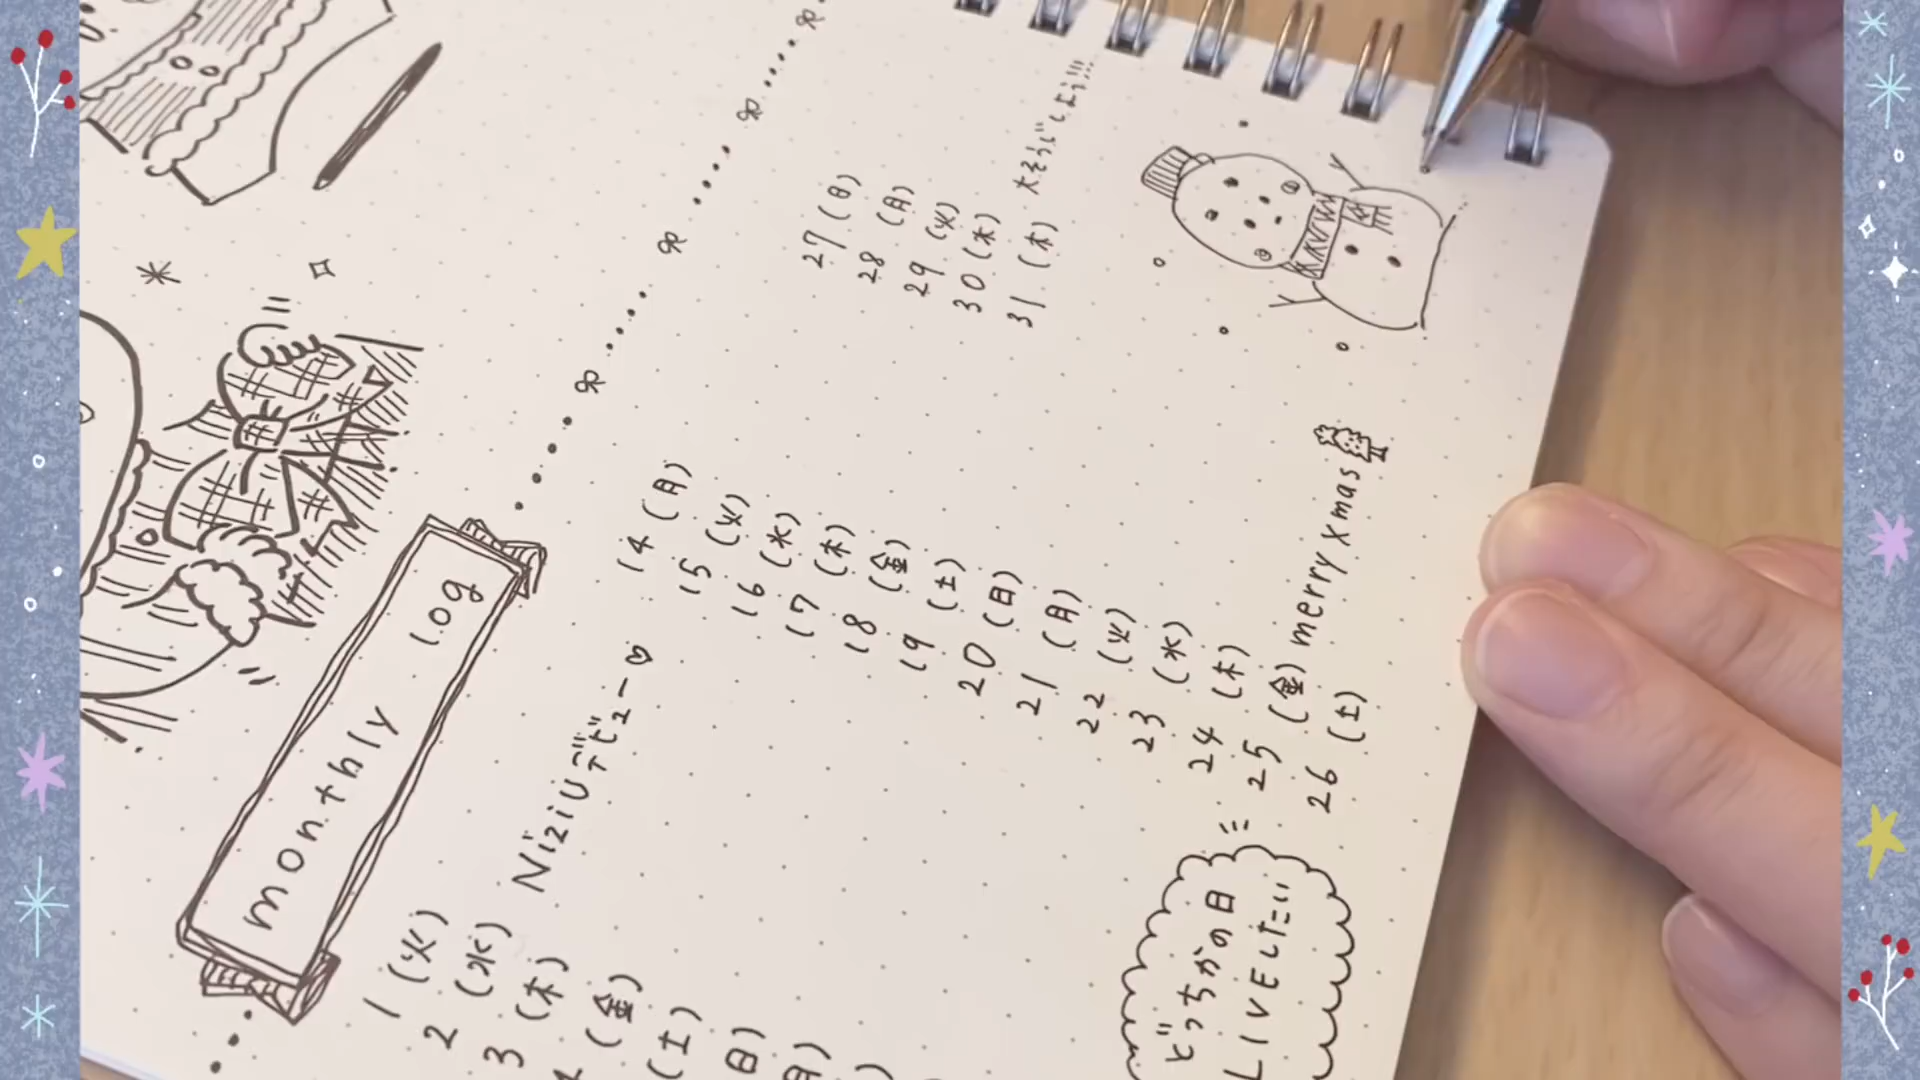 monthly log
1 (火)
2 (水) NiziUデビュー♡
3 (木)
(金)
(土)
日)
月)
14 (月)
15 (火)
16 (水)
17 (木)
18 (金)
19 (土)
20 (日)
21 (月)
22 (火)
23 (水)
24 (木)
25 (金) merry xmas
26 (土)
どっちかの日
LIVEしたい
27 (日)
28 (月)
29 (火)
30 (水)
31 (木) 大そうじしよう!!!